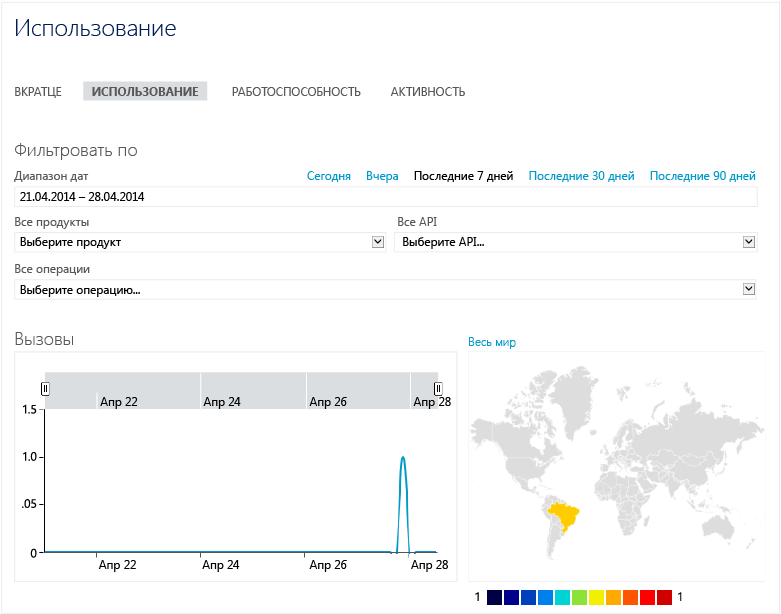 Использование
ВКРАТЦЕ ИСПОЛЬЗОВАНИЕ РАБОТОСПОСОБНОСТЬ АКТИВНОСТЬ
Фильтровать по
Диапазон дат Сегодня Вчера Последние 7 дней Последние 30 дней Последние 90 дней
21.04.2014 – 28.04.2014
Все продукты Все API
Выберите продукт Выберите API...
Все операции
Выберите операцию...
Вызовы Весь мир
Апр 22 Апр 24 Апр 26 Апр 28
1.5
1.0
.05
0
Апр 22 Апр 24 Апр 26 Апр 28
1 1